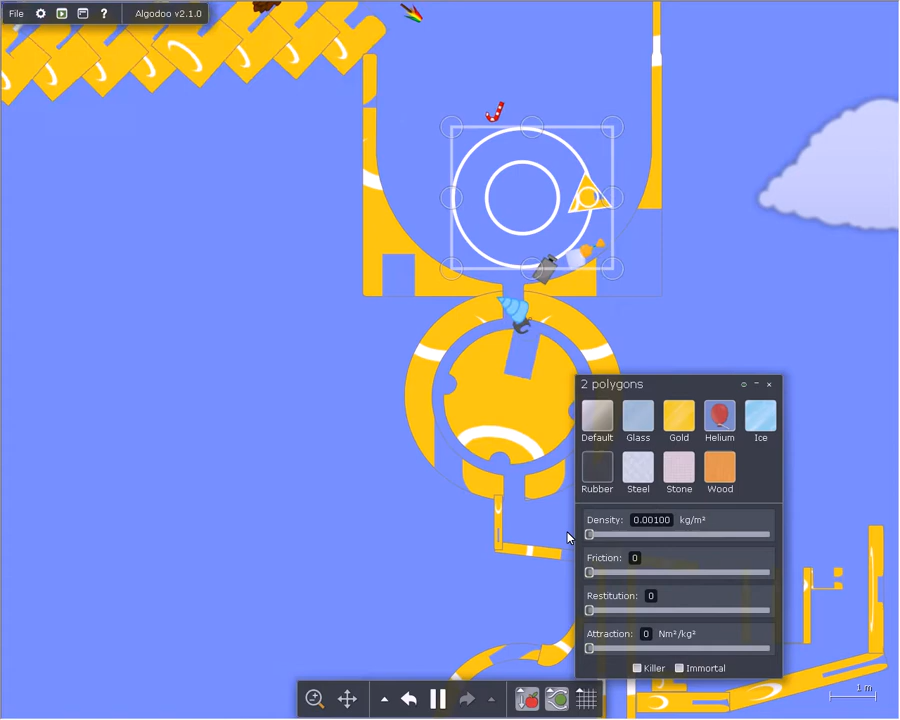 File ? Algodoo v2.1.0
2 polygons
Default Glass Gold Helium Ice
Rubber Steel Stone Wood
Density: 0.00100 kg/m²
Friction: 0
Restitution: 0
Attraction: 0 Nm²/kg²
Killer Immortal
1 m